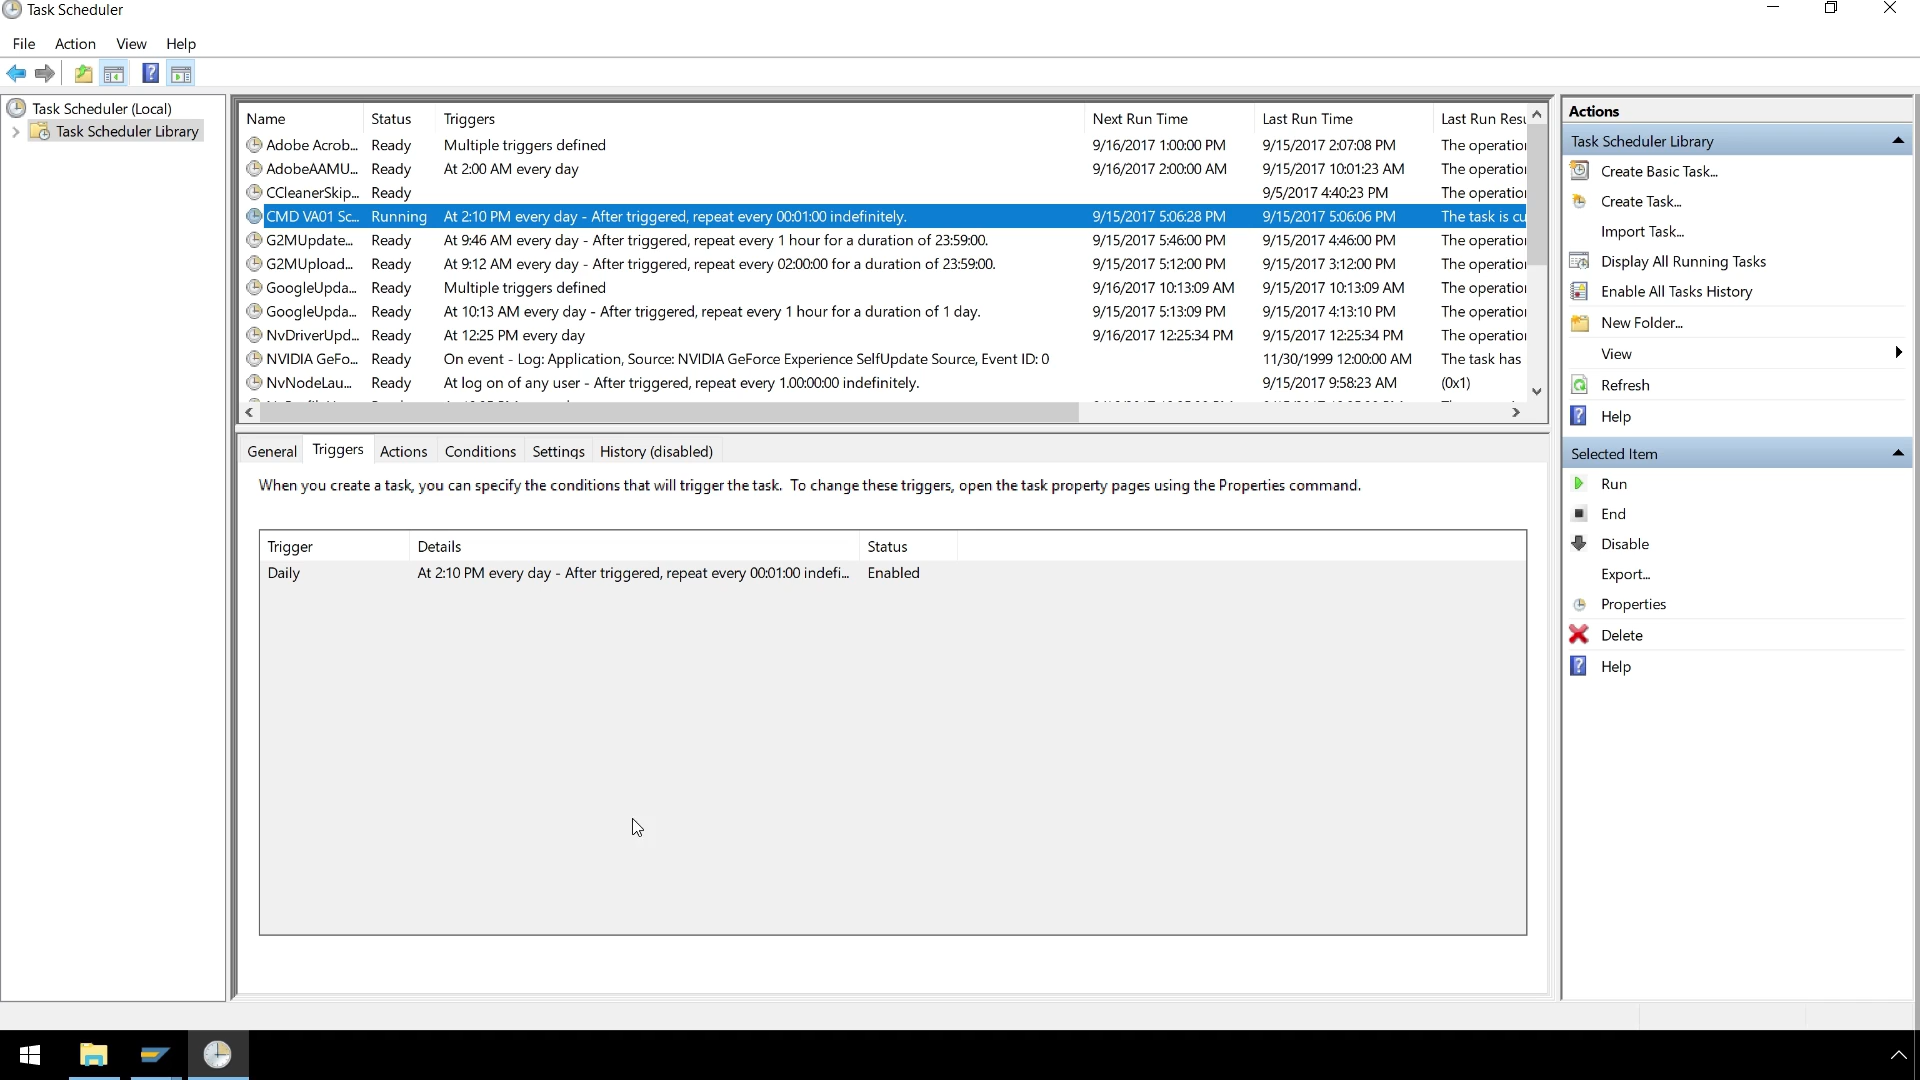 Task Scheduler
File Action View Help
Task Scheduler (Local)
Task Scheduler Library
Name Status Triggers Next Run Time Last Run Time Last Run Resu
Adobe Acrob... Ready Multiple triggers defined 9/16/2017 1:00:00 PM 9/15/2017 2:07:08 PM The operation
AdobeAAMU... Ready At 2:00 AM every day 9/16/2017 2:00:00 AM 9/15/2017 10:01:23 AM The operation
CCleanerSkip... Ready 9/5/2017 4:40:23 PM The operation
CMD VA01 Sc... Running At 2:10 PM every day - After triggered, repeat every 00:01:00 indefinitely. 9/15/2017 5:06:28 PM 9/15/2017 5:06:06 PM The task is cu
G2MUpdate... Ready At 9:46 AM every day - After triggered, repeat every 1 hour for a duration of 23:59:00. 9/15/2017 5:46:00 PM 9/15/2017 4:46:00 PM The operation
G2MUpload... Ready At 9:12 AM every day - After triggered, repeat every 02:00:00 for a duration of 23:59:00. 9/15/2017 5:12:00 PM 9/15/2017 3:12:00 PM The operation
GoogleUpda... Ready Multiple triggers defined 9/16/2017 10:13:09 AM 9/15/2017 10:13:09 AM The operation
GoogleUpda... Ready At 10:13 AM every day - After triggered, repeat every 1 hour for a duration of 1 day. 9/15/2017 5:13:09 PM 9/15/2017 4:13:10 PM The operation
NvDriverUpd... Ready At 12:25 PM every day 9/16/2017 12:25:34 PM 9/15/2017 12:25:34 PM The operation
NVIDIA GeFo... Ready On event - Log: Application, Source: NVIDIA GeForce Experience SelfUpdate Source, Event ID: 0 11/30/1999 12:00:00 AM The task has
NvNodeLau... Ready At log on of any user - After triggered, repeat every 1.00:00:00 indefinitely. 9/15/2017 9:58:23 AM (0x1)
General Triggers Actions Conditions Settings History (disabled)
When you create a task, you can specify the conditions that will trigger the task. To change these triggers, open the task property pages using the Properties command.
Trigger Details Status
Daily At 2:10 PM every day - After triggered, repeat every 00:01:00 indefi... Enabled
Actions
Task Scheduler Library
Create Basic Task...
Create Task...
Import Task...
Display All Running Tasks
Enable All Tasks History
New Folder...
View
Refresh
Help
Selected Item
Run
End
Disable
Export...
Properties
Delete
Help